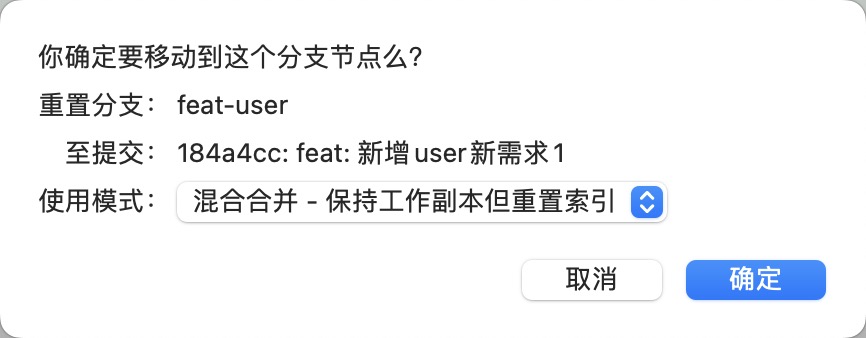 你确定要移动到这个分支节点么?
重置分支： feat-user
至提交： 184a4cc: feat: 新增user新需求1
使用模式： 混合合并 - 保持工作副本但重置索引
取消 确定